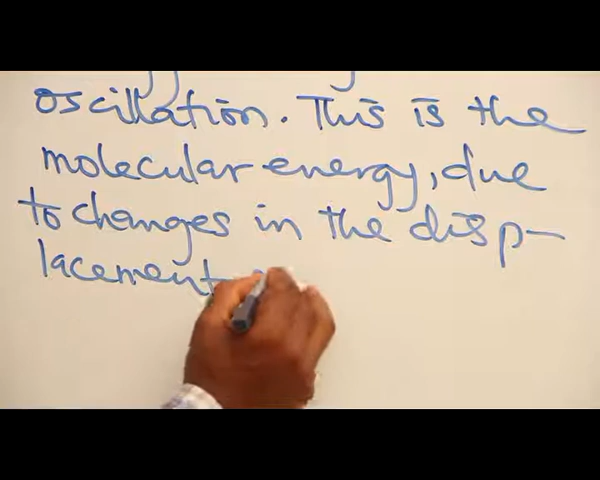 oscillation. This is the
molecular energy, due
to changes in the disp-
lacement